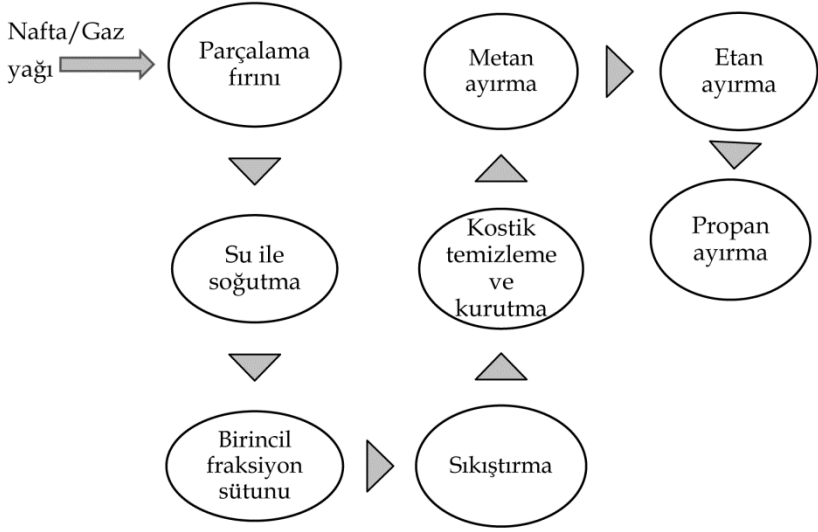 Nafta/Gaz
yağı
Parçalama
fırını
Su ile
soğutma
Birincil
fraksiyon
sütunu
Sıkıştırma
Kostik
temizleme
ve
kurutma
Metan
ayırma
Etan
ayırma
Propan
ayırma